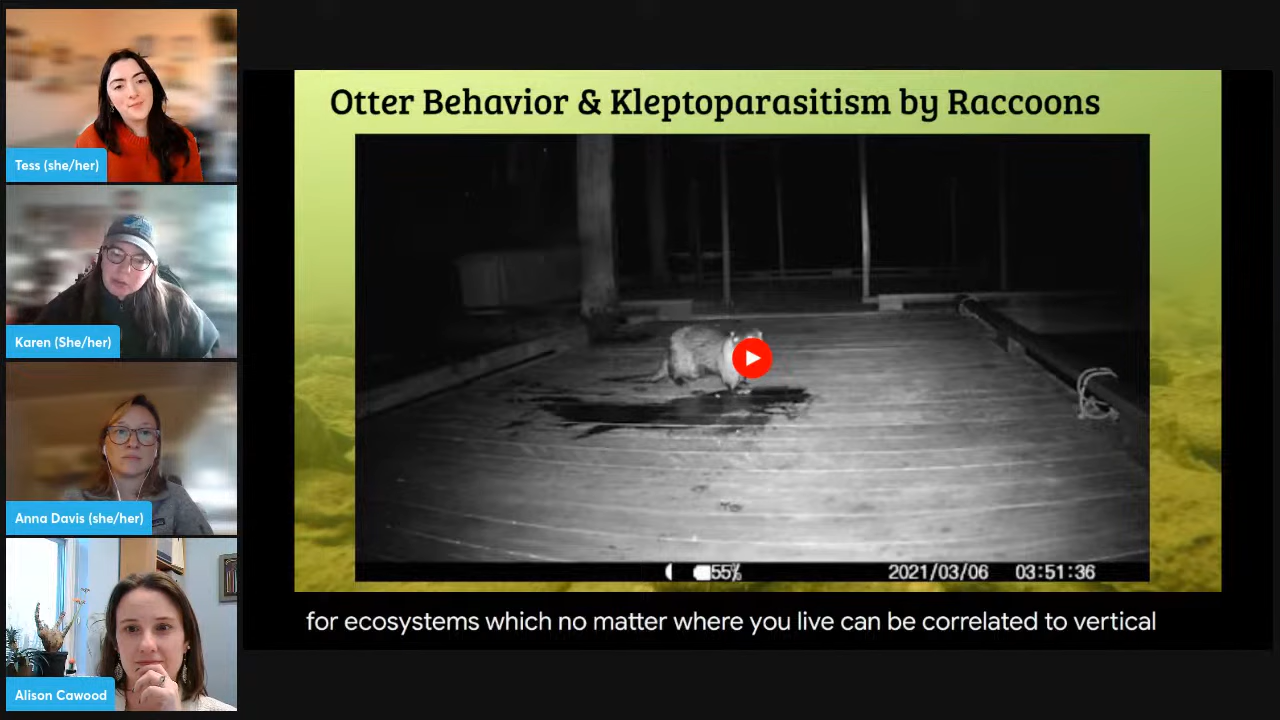 Tess (she/her)
Karen (She/her)
Anna Davis (she/her)
Alison Cawood
Otter Behavior & Kleptoparasitism by Raccoons
55% 2021/03/06 03:51:36
for ecosystems which no matter where you live can be correlated to vertical